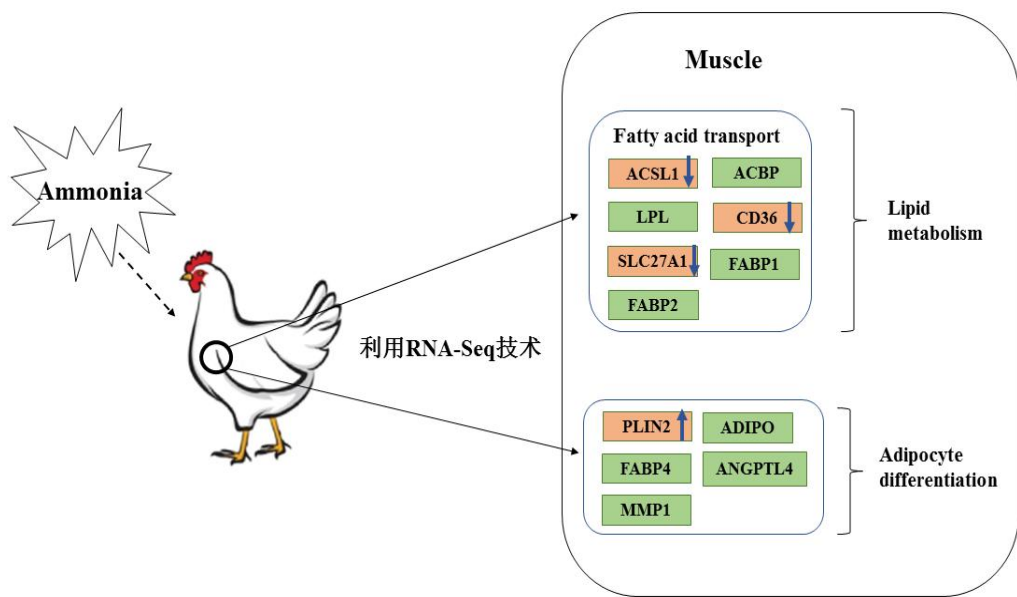 Muscle
Ammonia
Fatty acid transport
ACSL1
ACBP
LPL
CD36
SLC27A1
FABP1
FABP2
Lipid
metabolism
利用RNA-Seq技术
PLIN2
ADIPO
FABP4
ANGPTL4
MMP1
Adipocyte
differentiation